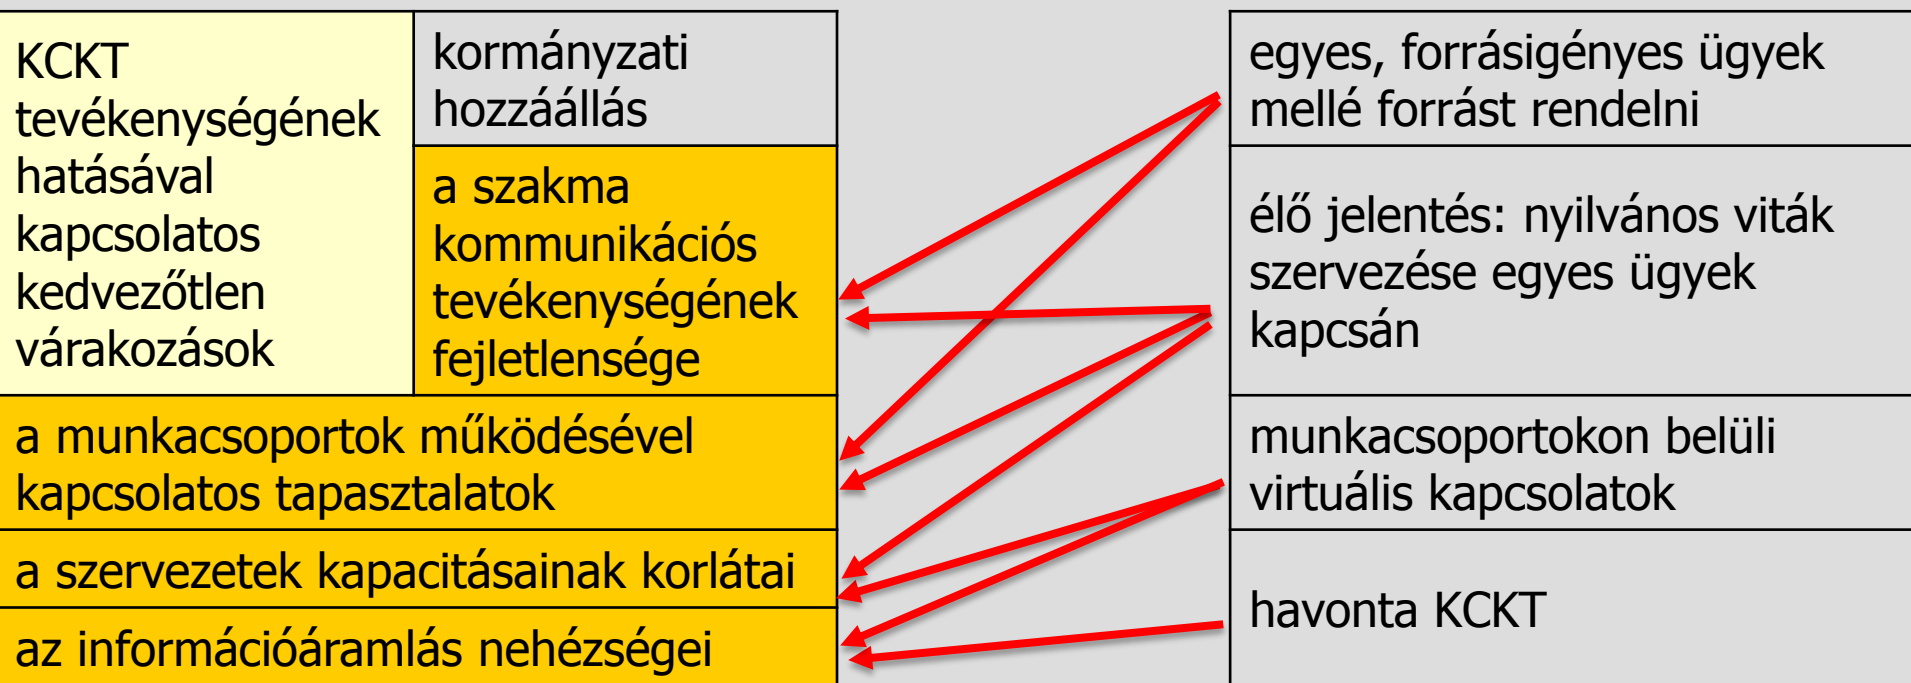 KCKT
tevékenységének
hatásával
kapcsolatos
kedvezőtlen
várakozások
kormányzati
hozzáállás
a szakma
kommunikációs
tevékenységének
fejletlensége
a munkacsoportok működésével
kapcsolatos tapasztalatok
a szervezetek kapacitásainak korlátai
az információáramlás nehézségei
egyes, forrásigényes ügyek
mellé forrást rendelni
élő jelentés: nyilvános viták
szervezése egyes ügyek
kapcsán
munkacsoportokon belüli
virtuális kapcsolatok
havonta KCKT